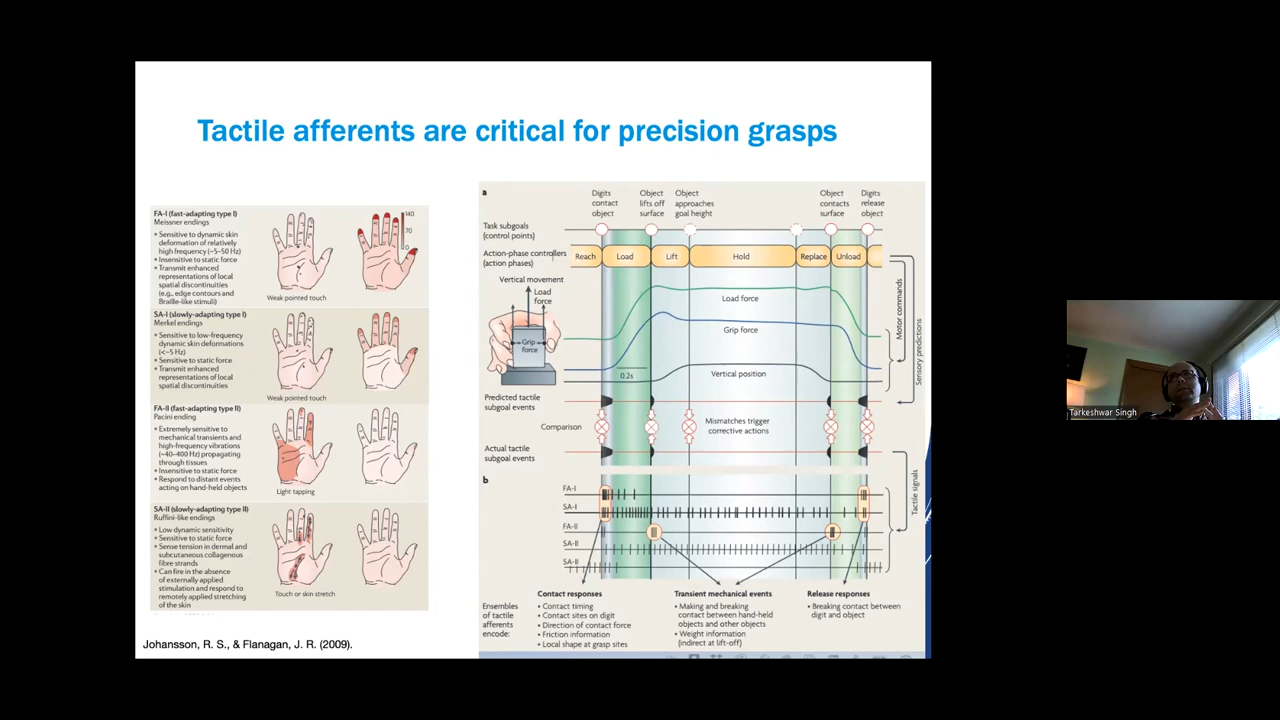 Tactile afferents are critical for precision grasps
FA-I (fast-adapting type I)
Meissner endings
• Sensitive to dynamic skin
deformation of relatively
high frequency (~5–50 Hz)
• Insensitive to static force
• Transmit enhanced
representations of local
spatial discontinuities
(e.g., edge contours and
Braille-like stimuli)
Weak pointed touch
140
70
0
SA-I (slowly-adapting type I)
Merkel endings
• Sensitive to low-frequency
dynamic skin deformations
(<~5 Hz)
• Sensitive to static force
• Transmit enhanced
representations of local
spatial discontinuities
Weak pointed touch
FA-II (fast-adapting type II)
Pacini ending
• Extremely sensitive to
mechanical transients and
high-frequency vibrations
(~40–400 Hz) propagating
through tissues
• Insensitive to static force
• Respond to distant events
acting on hand-held objects
Light tapping
SA-II (slowly-adapting type II)
Ruffini-like endings
• Low dynamic sensitivity
• Sensitive to static force
• Sense tension in dermal and
subcutaneous collagenous
fibre strands
• Can fire in the absence
of externally applied
stimulation and respond to
remotely applied stretching
of the skin
Touch or skin stretch
Johansson, R. S., & Flanagan, J. R. (2009).
a
Digits
contact
object
Object
lifts off
surface
Object
approaches
goal height
Object
contacts
surface
Digits
release
object
Task subgoals
(control points)
Action-phase controllers
(action phases)
Reach
Load
Lift
Hold
Replace
Unload
Vertical movement
Load
force
Grip
force
Load force
Grip force
0.2s
Vertical position
Motor commands
Sensory predictions
Predicted tactile
subgoal events
Comparison
Mismatches trigger
corrective actions
Actual tactile
subgoal events
b
FA-I
SA-I
FA-II
SA-II
SA-II
Tactile signals
Ensembles
of tactile
afferents
encode:
Contact responses
• Contact timing
• Contact sites on digit
• Direction of contact force
• Friction information
• Local shape at grasp sites
Transient mechanical events
• Making and breaking
contact between hand-held
objects and other objects
• Weight information
(indirect at lift-off)
Release responses
• Breaking contact between
digit and object
Tarkeshwar Singh